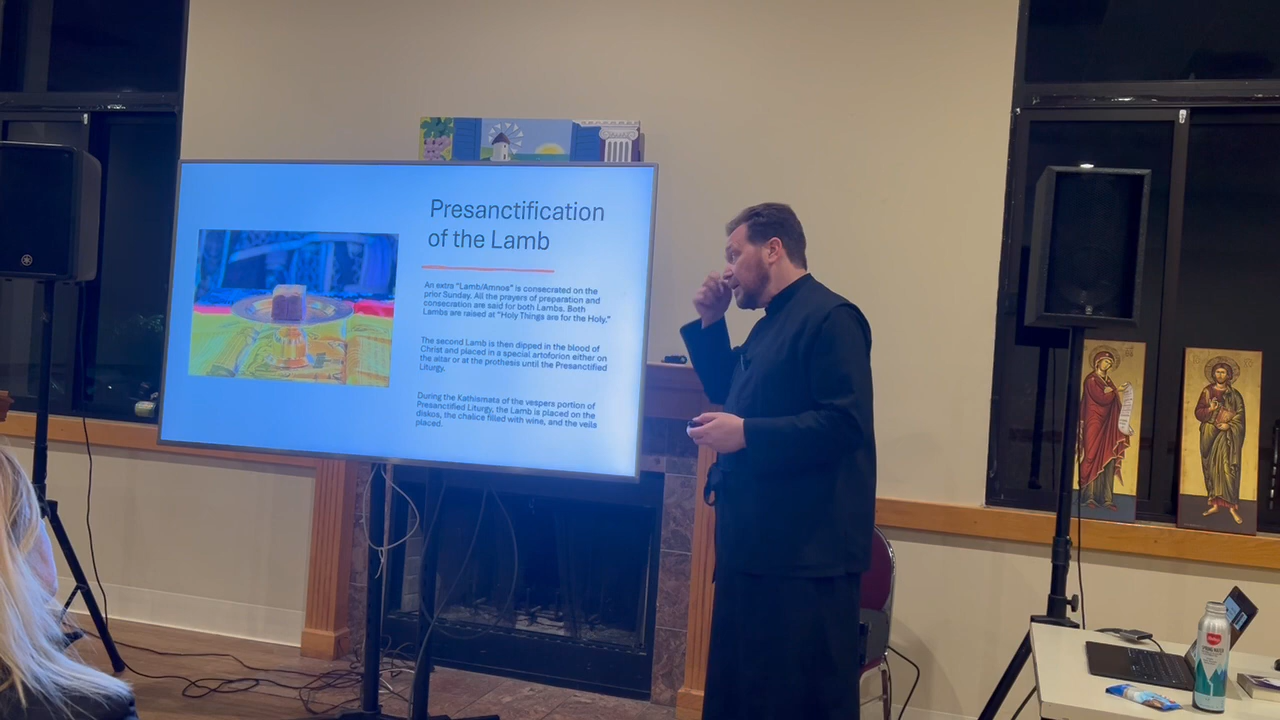 Presanctification
of the Lamb
An extra "Lamb/Amnos" is consecrated on the
prior Sunday. All the prayers of preparation and
consecration are said for both Lambs. Both
Lambs are raised at "Holy Things are for the Holy."
The second Lamb is then dipped in the blood of
Christ and placed in a special artoforion either on
the altar or at the prothesis until the Presanctified
Liturgy.
During the Kathismata of the vespers portion of
Presanctified Liturgy, the Lamb is placed on the
diskos, the chalice filled with wine, and the veils
placed.